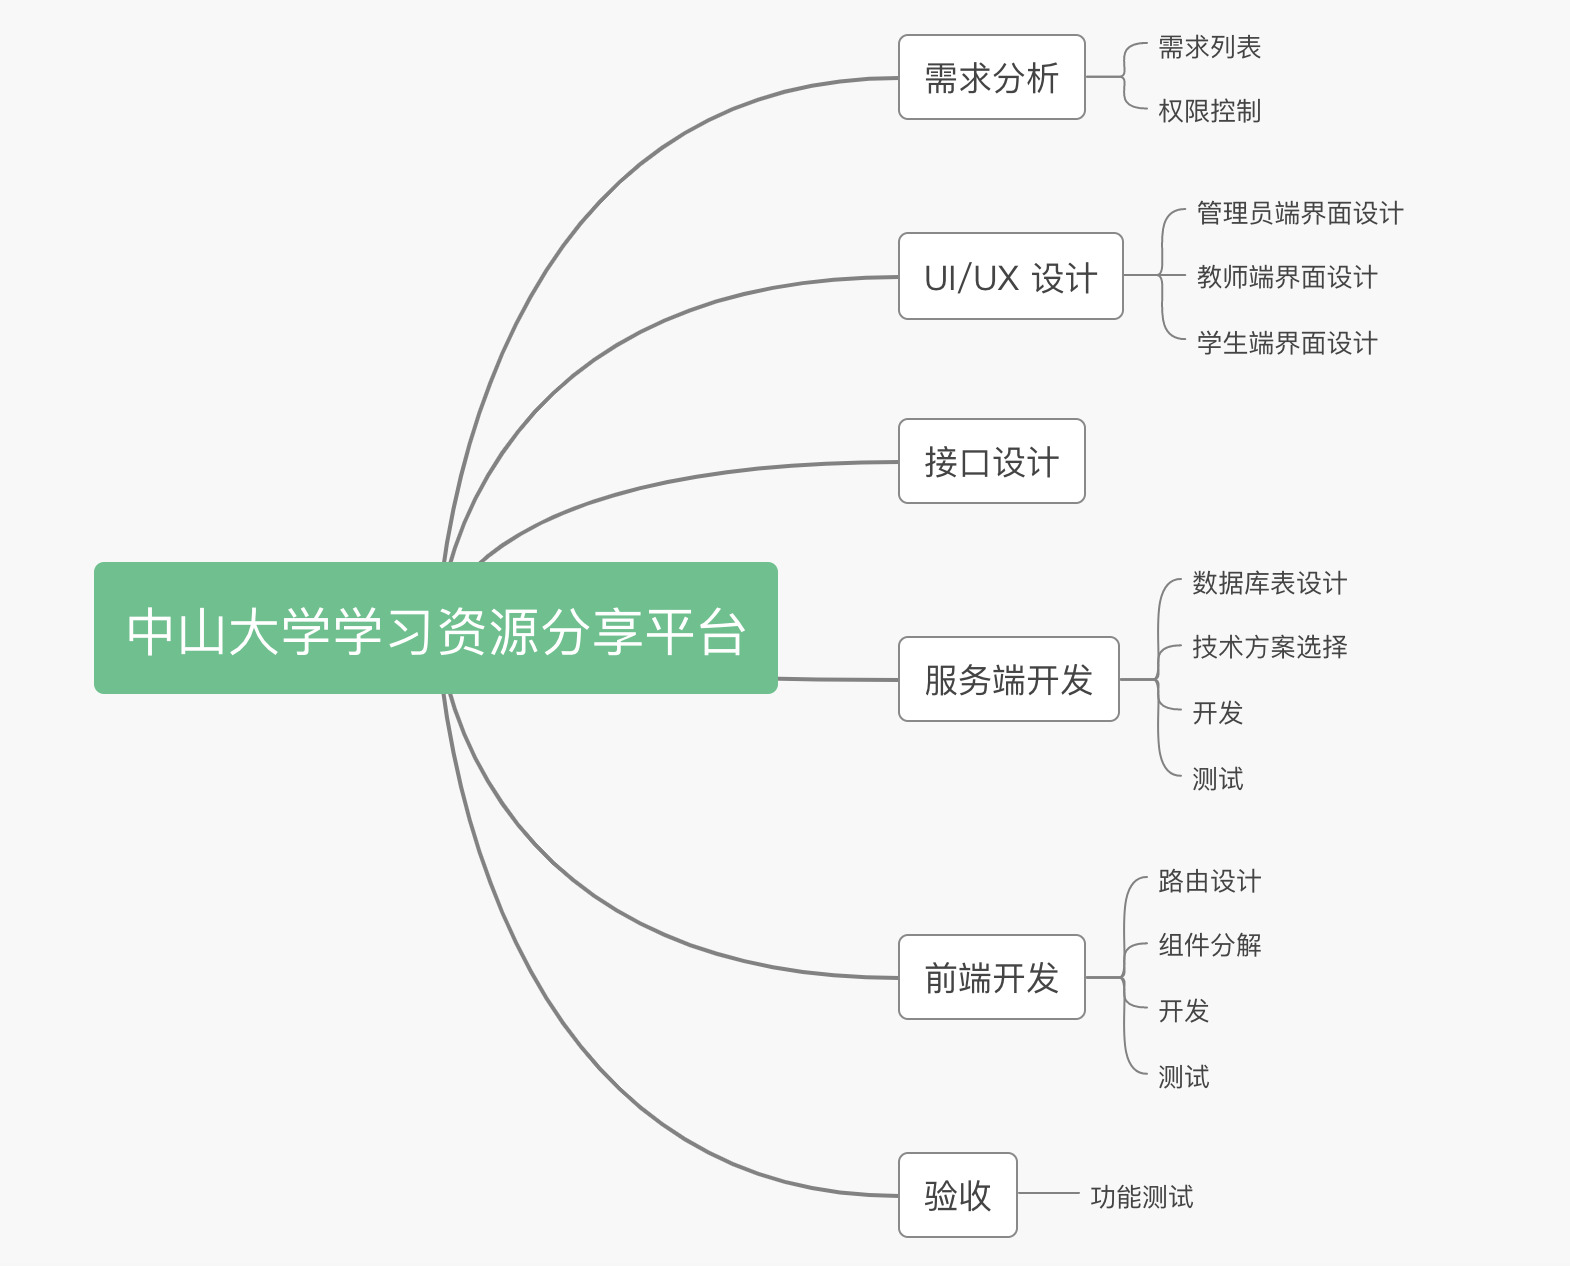 需求分析
需求列表
权限控制
UI/UX 设计
管理员端界面设计
教师端界面设计
学生端界面设计
接口设计
中山大学学习资源分享平台
服务端开发
数据库表设计
技术方案选择
开发
测试
前端开发
路由设计
组件分解
开发
测试
验收
功能测试